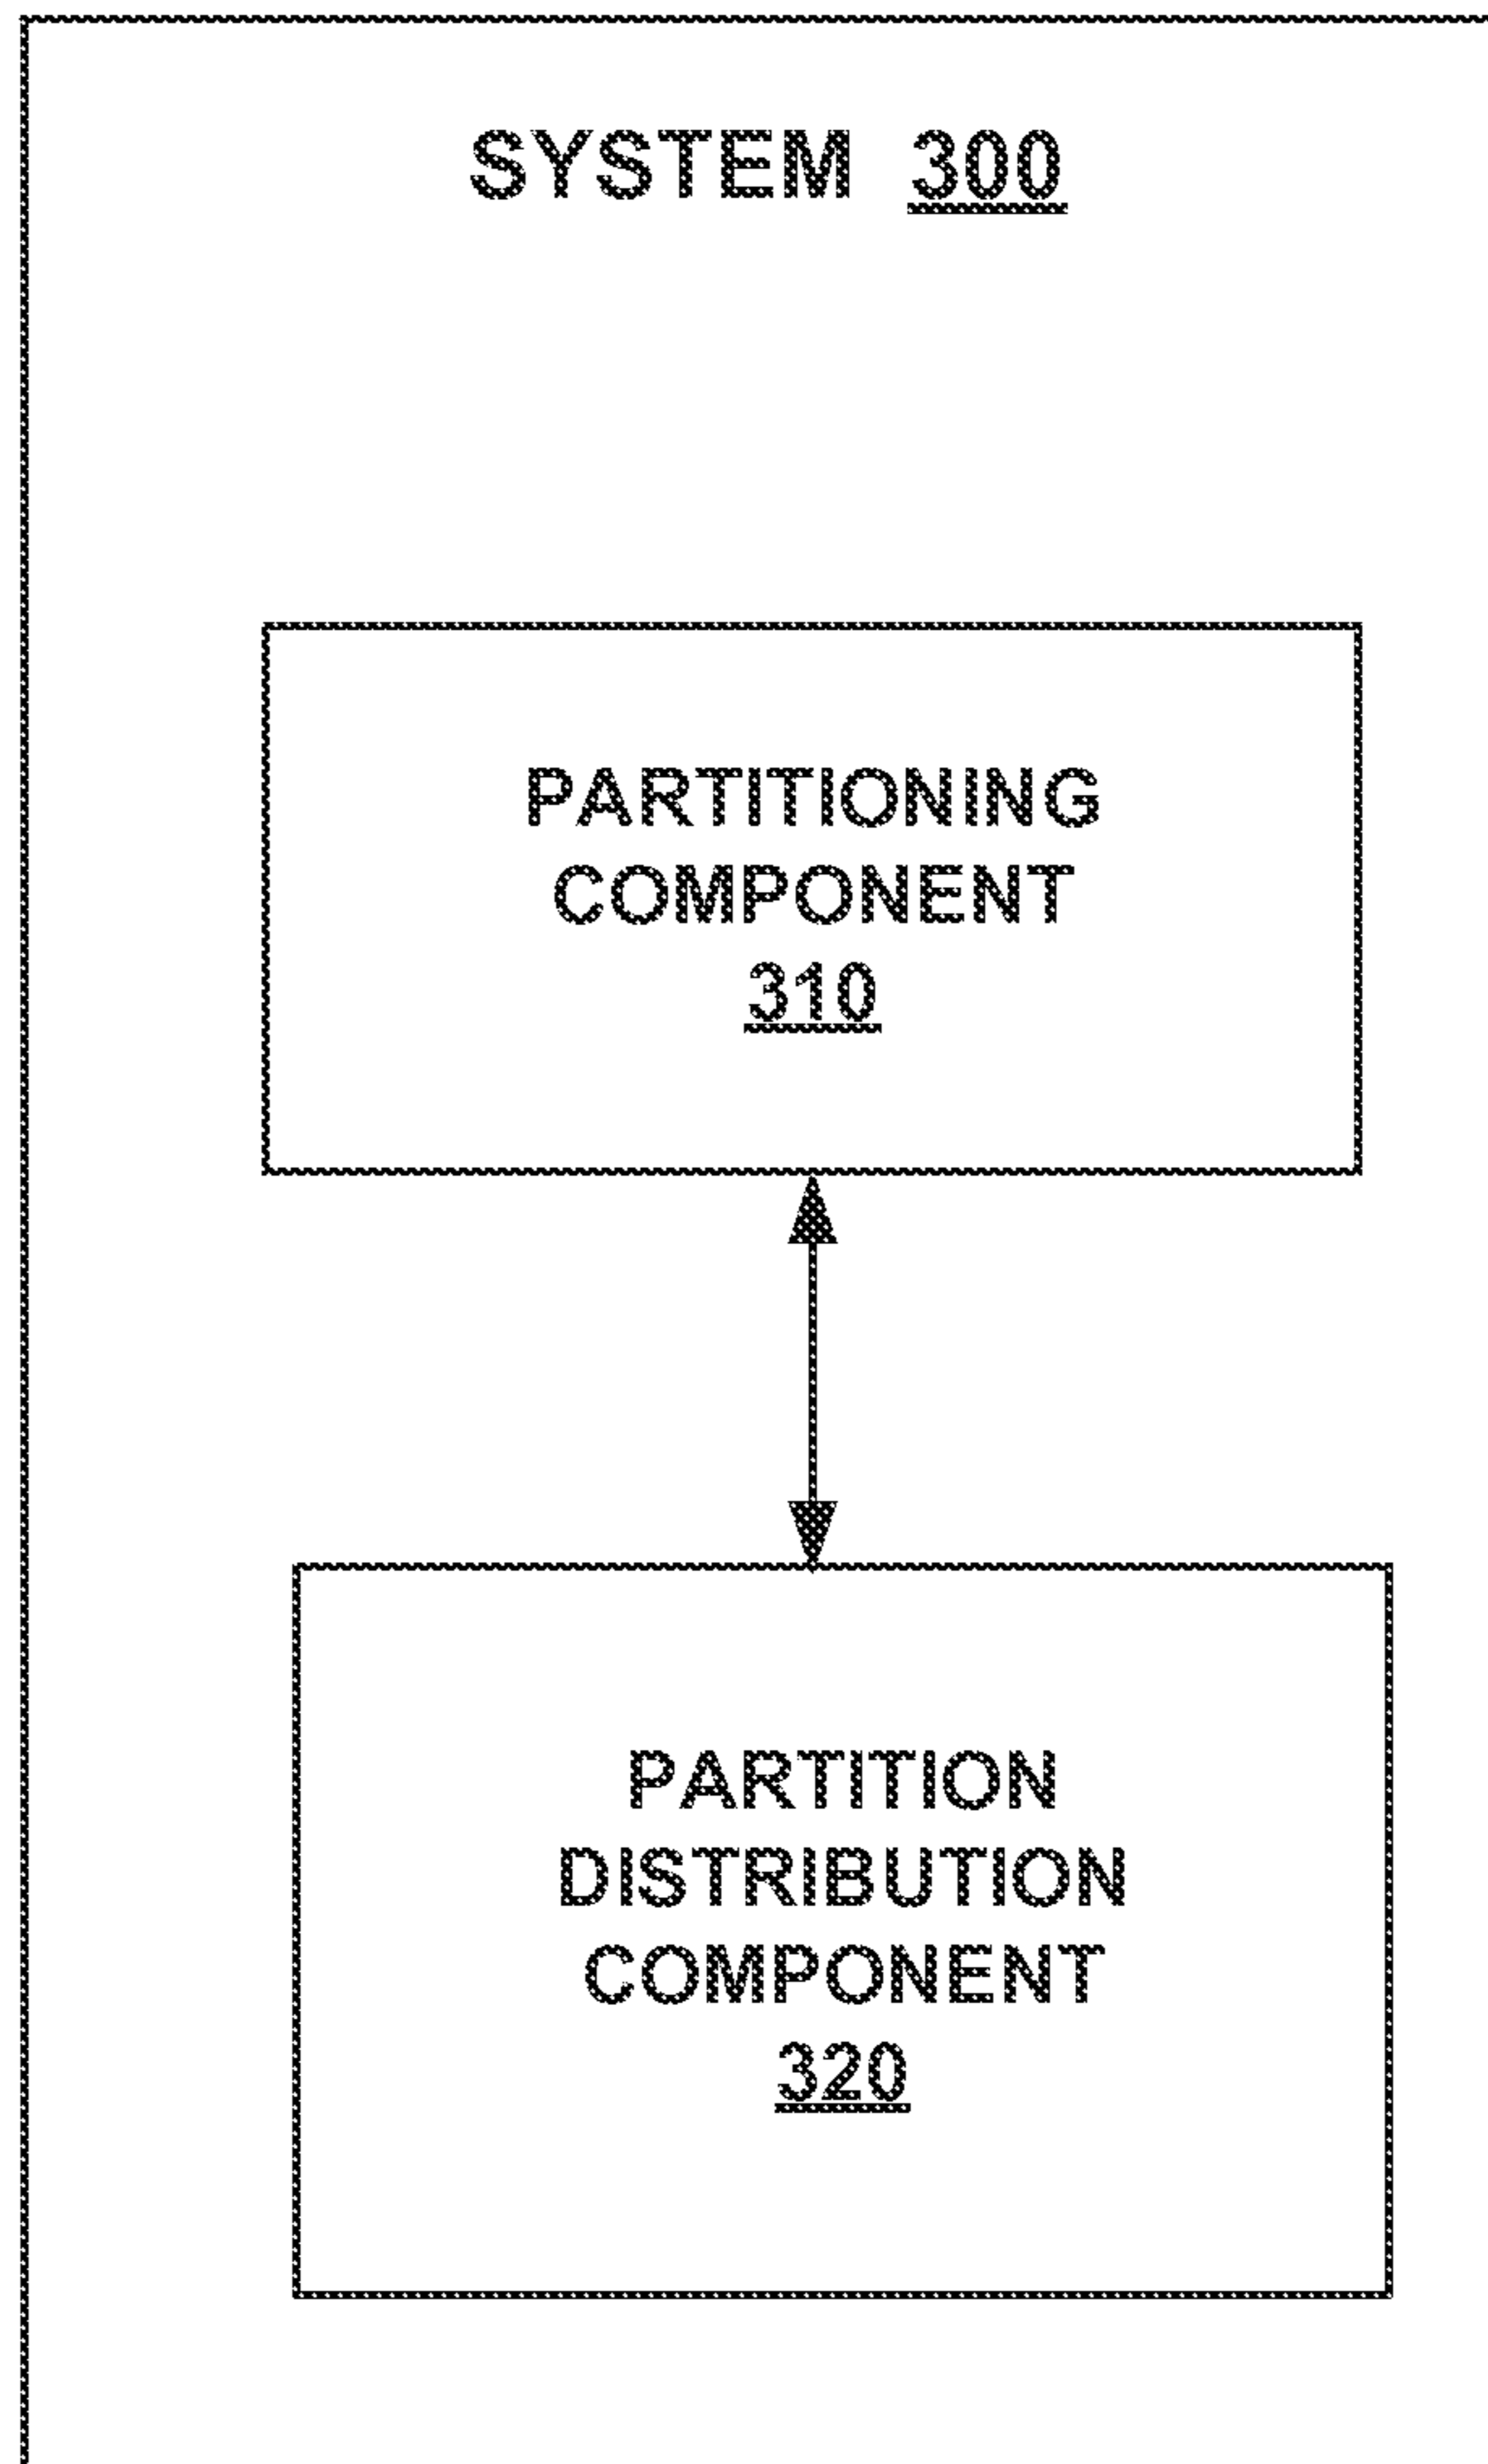 SYSTEM 300
PARTITIONING
COMPONENT
310
PARTITION
DISTRIBUTION
COMPONENT
320